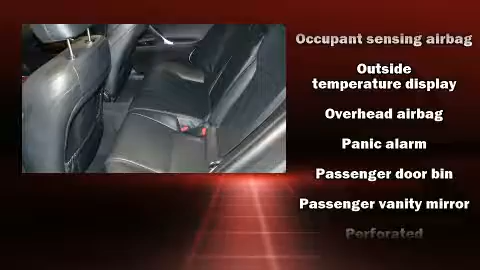 Occupant sensing airbag
Outside
temperature display
Overhead airbag
Panic alarm
Passenger door bin
Passenger vanity mirror
Perforated